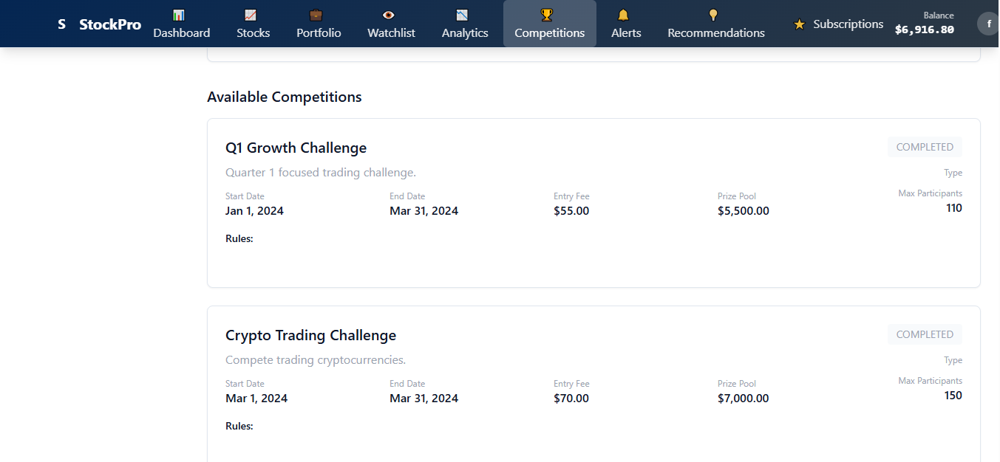 S StockPro
Dashboard Stocks Portfolio Watchlist Analytics Competitions Alerts Recommendations Subscriptions
Balance
$6,916.80
f
Available Competitions
Q1 Growth Challenge
COMPLETED
Quarter 1 focused trading challenge.
Type
Start Date End Date Entry Fee Prize Pool Max Participants
Jan 1, 2024 Mar 31, 2024 $55.00 $5,500.00 110
Rules:
Crypto Trading Challenge
COMPLETED
Compete trading cryptocurrencies.
Type
Start Date End Date Entry Fee Prize Pool Max Participants
Mar 1, 2024 Mar 31, 2024 $70.00 $7,000.00 150
Rules: